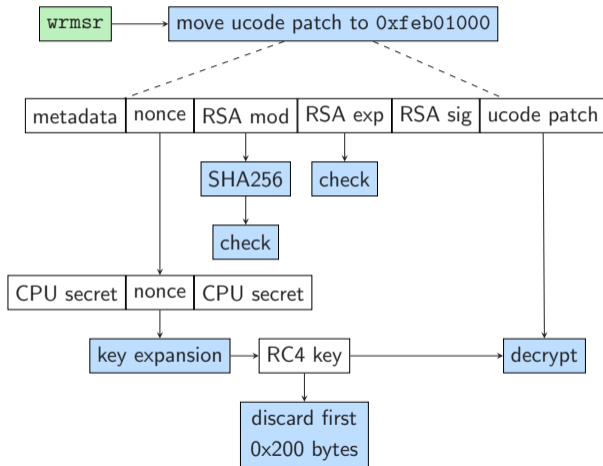 wrmsr
move ucode patch to 0xfeb01000
metadata
nonce
RSA mod
RSA exp
RSA sig
ucode patch
SHA256
check
check
CPU secret
nonce
CPU secret
key expansion
RC4 key
decrypt
discard first
0x200 bytes